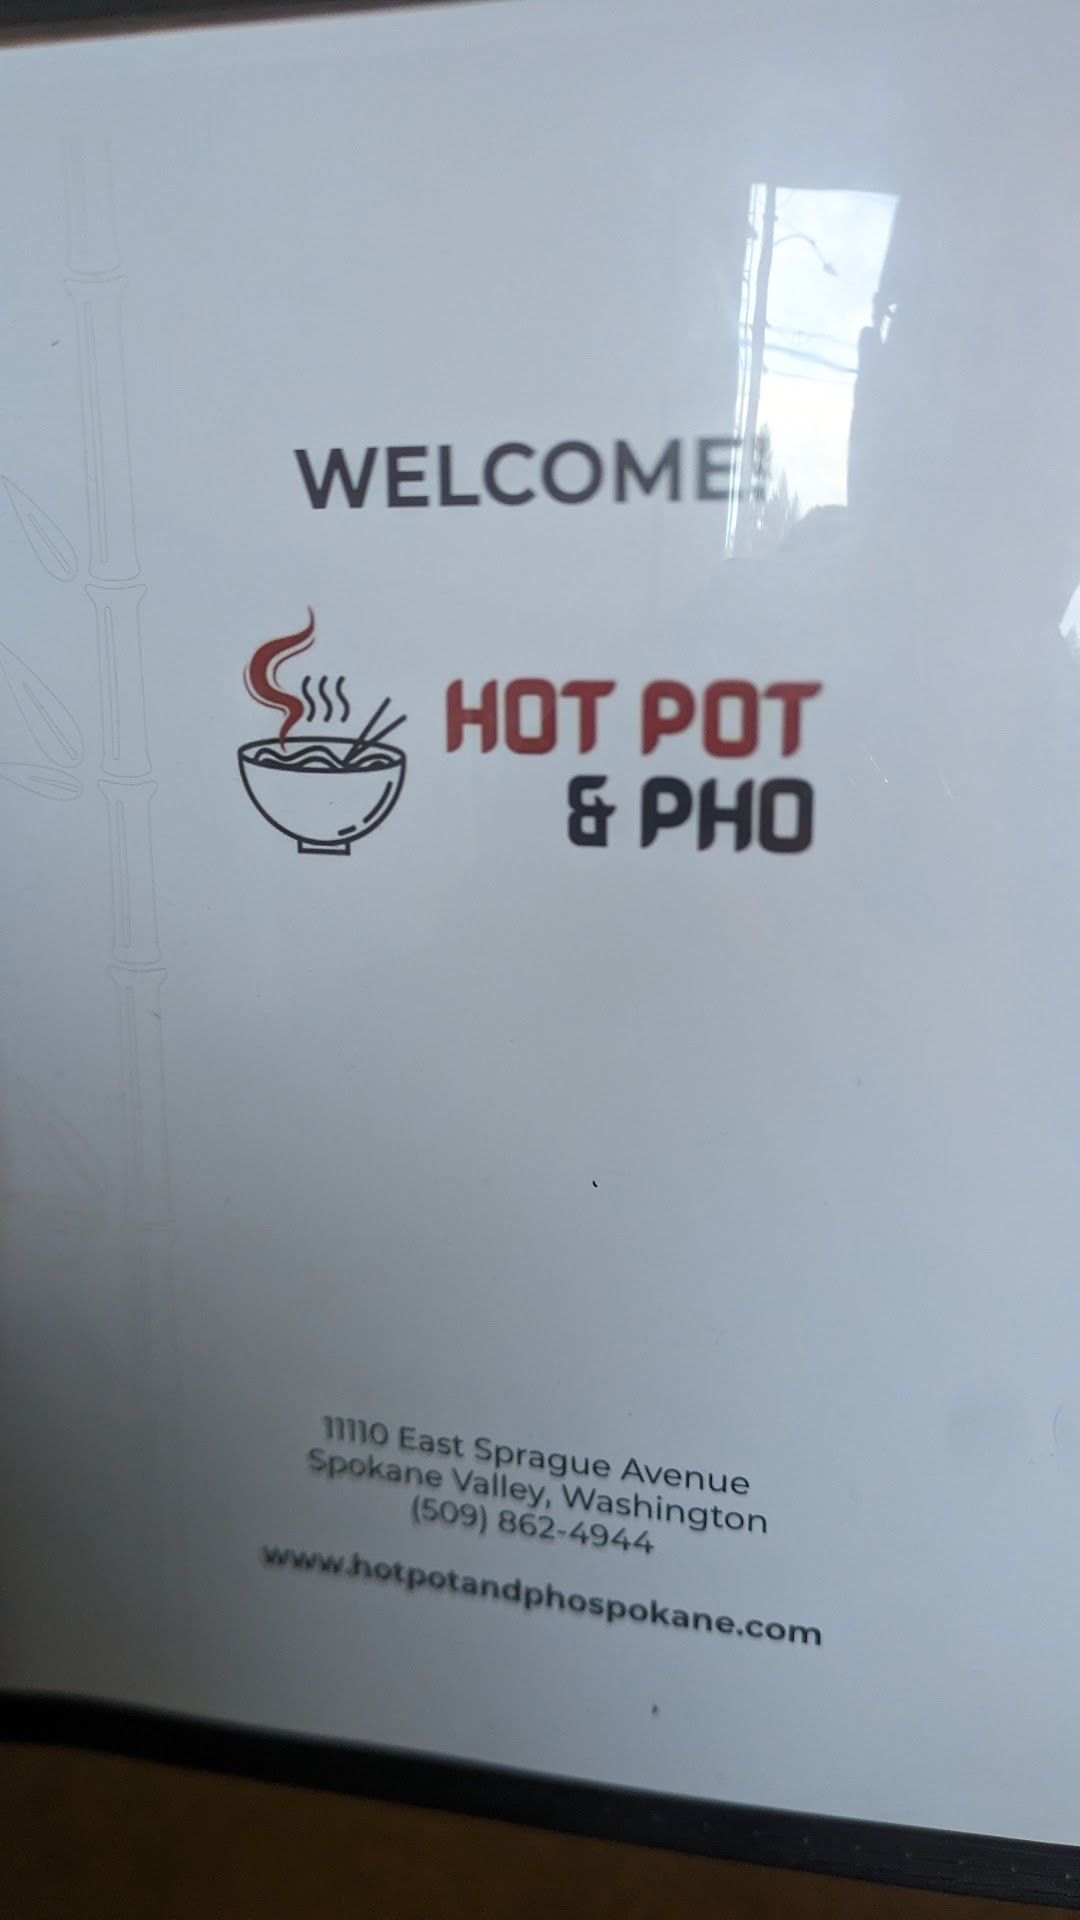 WELCOME!
HOT POT
& PHO
11110 East Sprague Avenue
Spokane Valley, Washington
(509) 862-4944
www.hotpotandphospokane.com